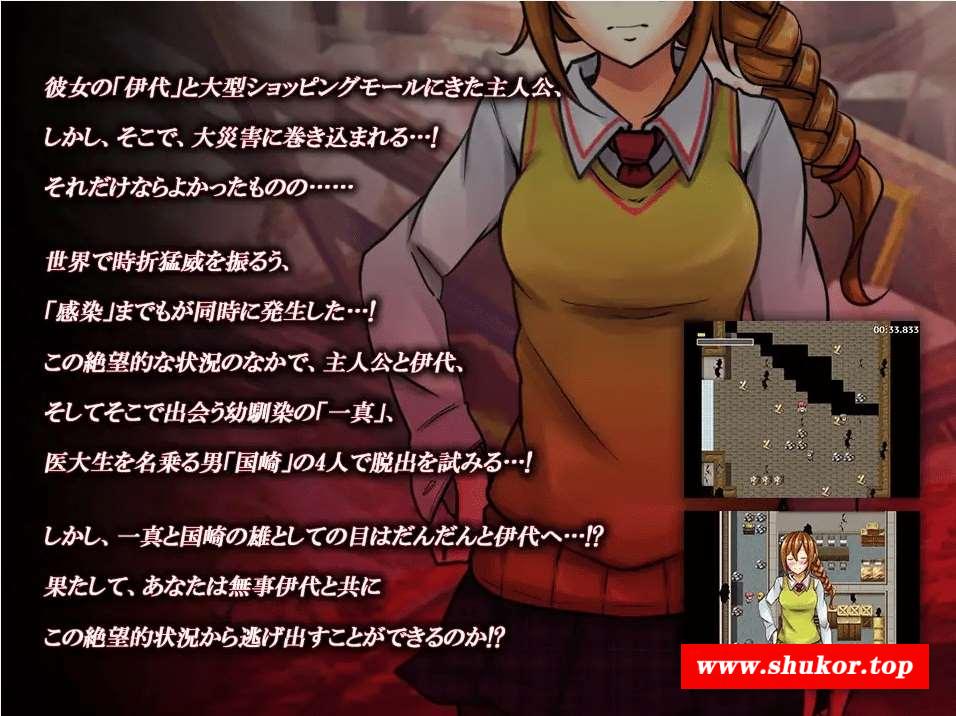 彼女の「伊代」と大型ショッピングモールにきた主人公、
しかし、そこで、大災害に巻き込まれる…!
それだけならよかったものの……
世界で時折猛威を振るう、
「感染」までもが同時に発生した…!
この絶望的な状況のなかで、主人公と伊代、
そしてそこで出会う幼馴染の「一真」、
医大生を名乗る男「国崎」の4人で脱出を試みる…!
しかし、一真と国崎の雄としての目はだんだんと伊代へ…!?
果たして、あなたは無事伊代と共に
この絶望的状況から逃げ出すことができるのか!?
00:33.833
www.shukor.top